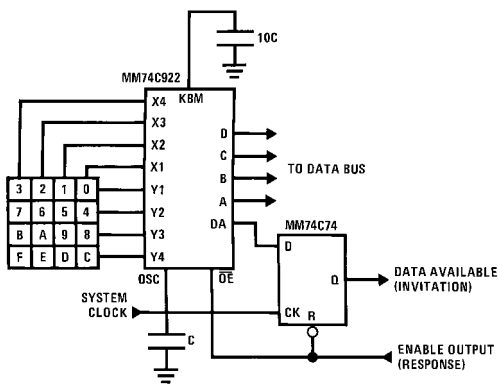 10C
MM74C922
KBM
X4
X3
X2
X1
Y1
Y2
Y3
Y4
D
C
B
A
DA
TO DATA BUS
3 2 1 0
7 6 5 4
B A 9 8
F E D C
OSC
OE
MM74C74
D
Q
CK
R
DATA AVAILABLE
(INVITATION)
SYSTEM
CLOCK
C
ENABLE OUTPUT
(RESPONSE)